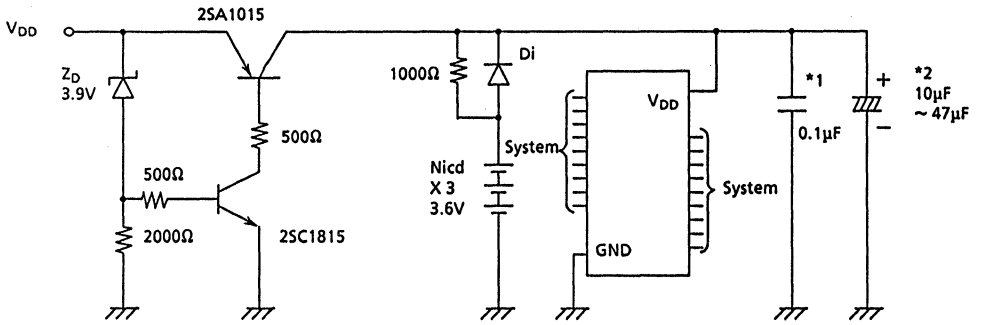 2SA1015
VDD
ZD
3.9V
500Ω
500Ω
2000Ω
2SC1815
1000Ω
Di
Nicd
X 3
3.6V
System
VDD
GND
System
*1
0.1μF
+
*2
10μF
~ 47μF
−